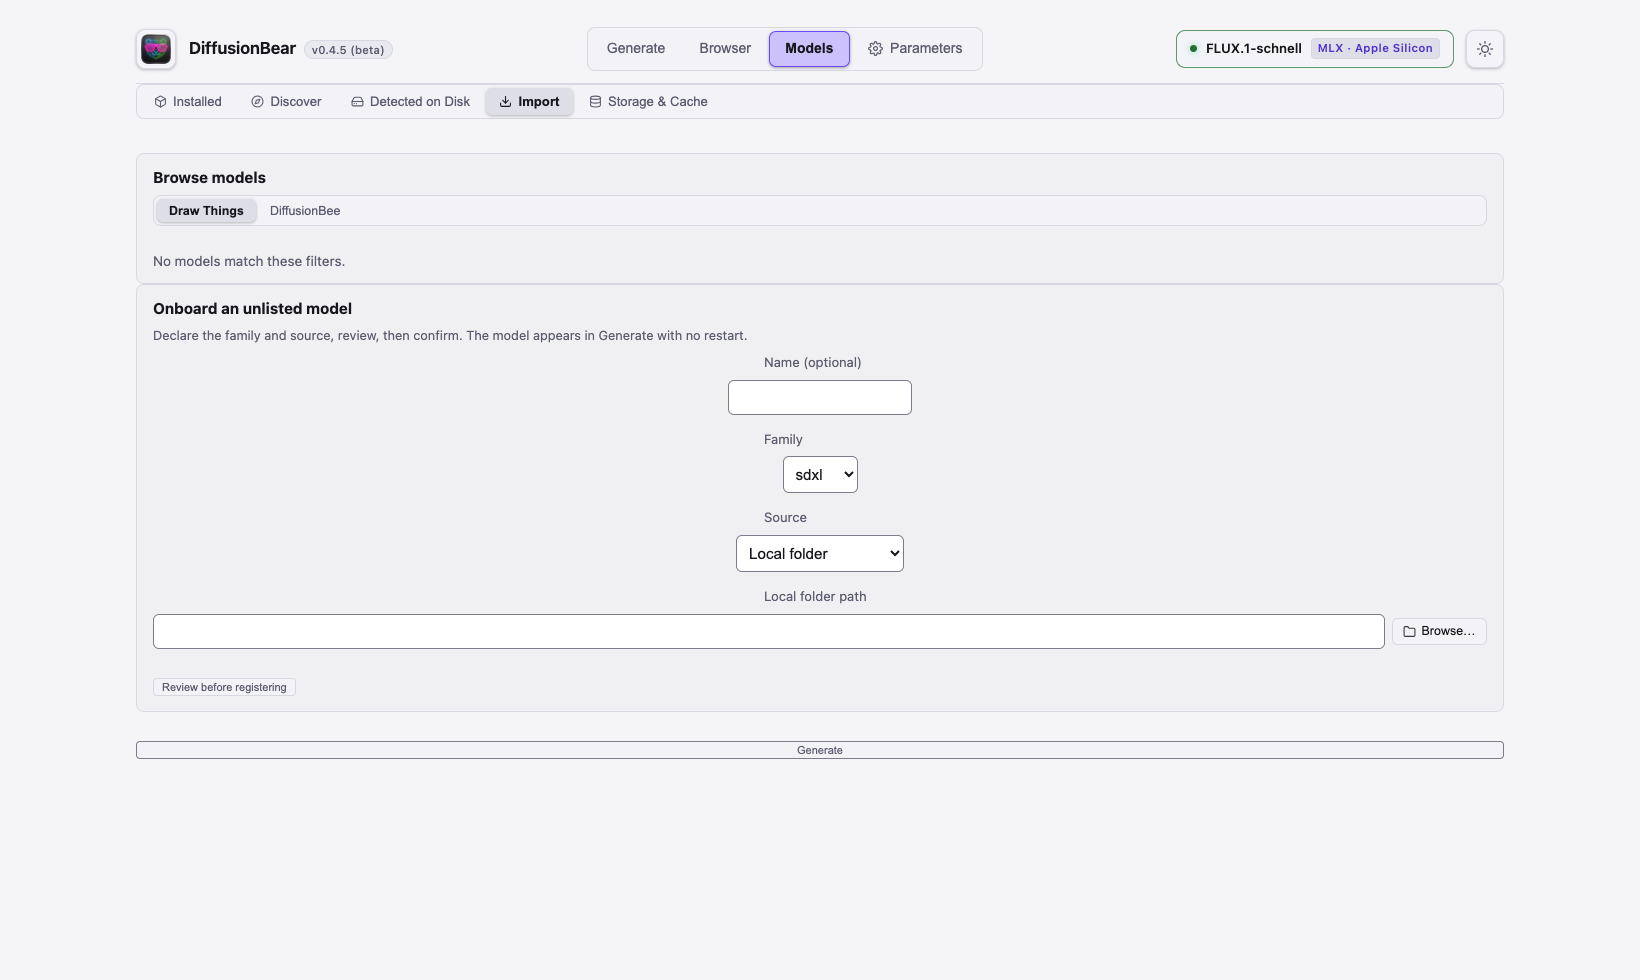 DiffusionBear v0.4.5 (beta)
Generate Browser Models Parameters
FLUX.1-schnell MLX · Apple Silicon
Installed Discover Detected on Disk Import Storage & Cache
Browse models
Draw Things DiffusionBee
No models match these filters.
Onboard an unlisted model
Declare the family and source, review, then confirm. The model appears in Generate with no restart.
Name (optional)
Family
sdxl
Source
Local folder
Local folder path
Browse...
Review before registering
Generate